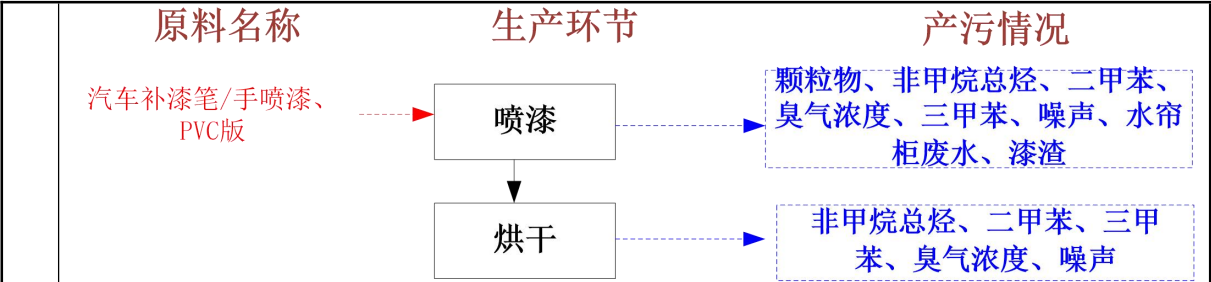 原料名称 生产环节 产污情况
汽车补漆笔/手喷漆、
PVC版
喷漆
颗粒物、非甲烷总烃、二甲苯、
臭气浓度、三甲苯、噪声、水帘
柜废水、漆渣
烘干
非甲烷总烃、二甲苯、三甲
苯、臭气浓度、噪声